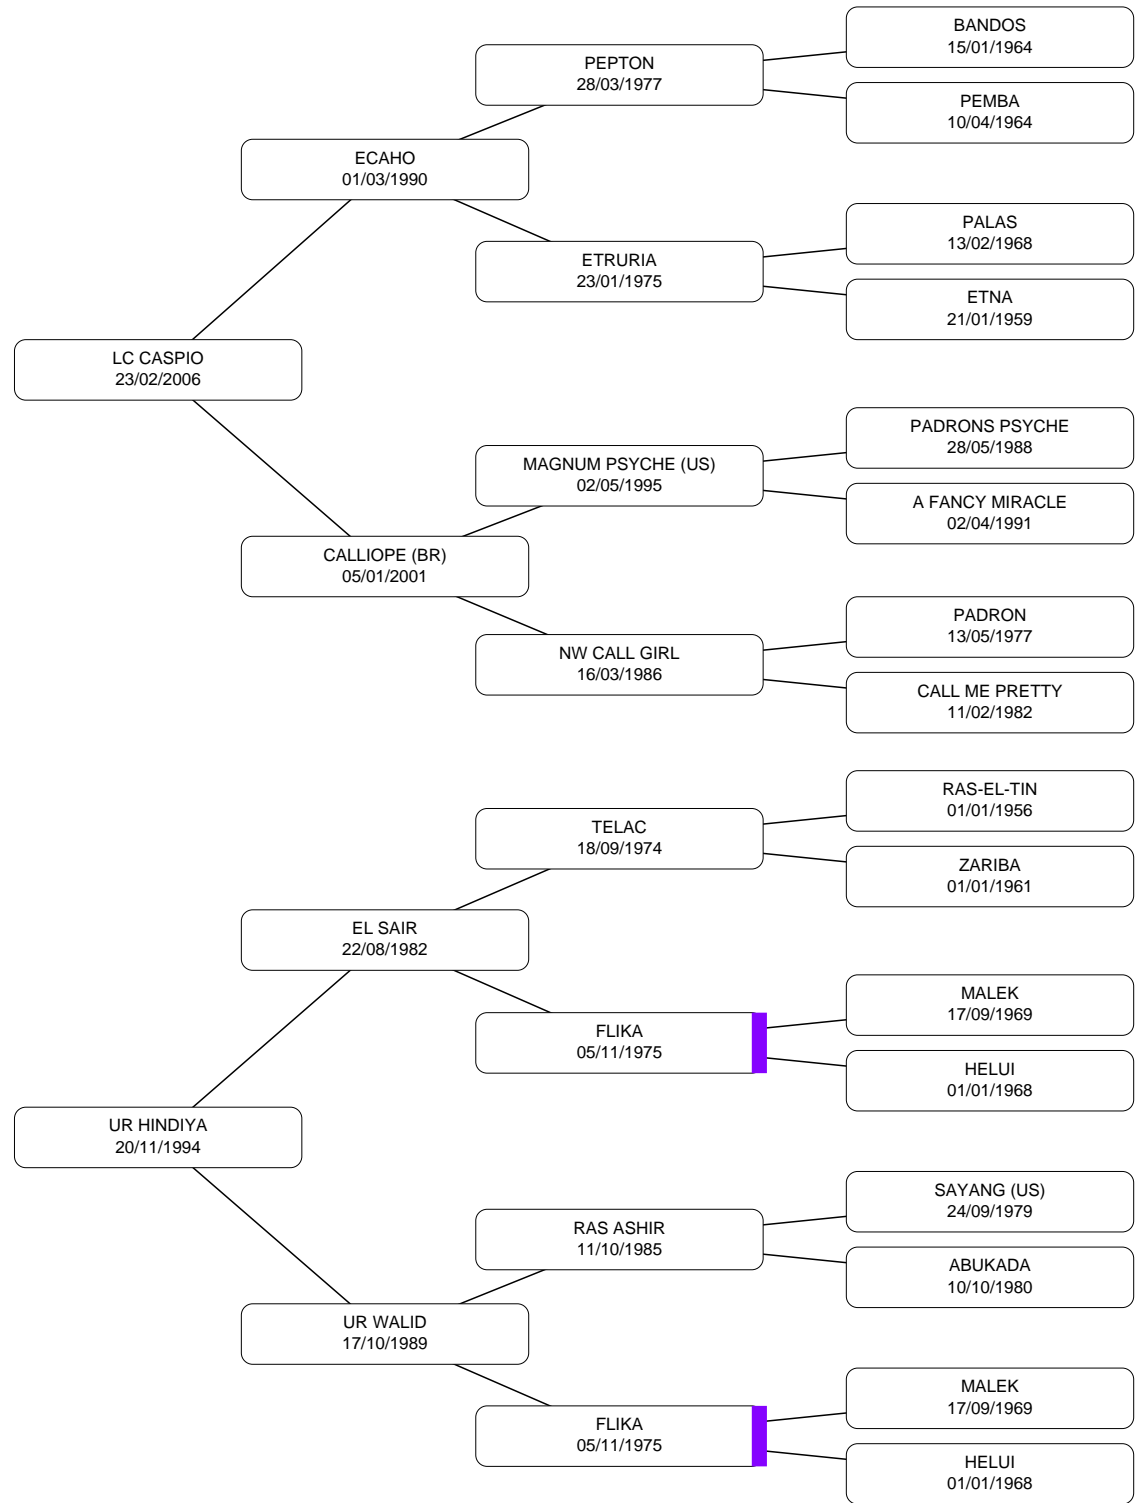 BANDOS
15/01/1964
PEPTON
28/03/1977
PEMBA
10/04/1964
ECAHO
01/03/1990
PALAS
13/02/1968
ETRURIA
23/01/1975
ETNA
21/01/1959
LC CASPIO
23/02/2006
PADRONS PSYCHE
28/05/1988
MAGNUM PSYCHE (US)
02/05/1995
A FANCY MIRACLE
02/04/1991
CALLIOPE (BR)
05/01/2001
PADRON
13/05/1977
NW CALL GIRL
16/03/1986
CALL ME PRETTY
11/02/1982
RAS-EL-TIN
01/01/1956
TELAC
18/09/1974
ZARIBA
01/01/1961
EL SAIR
22/08/1982
MALEK
17/09/1969
FLIKA
05/11/1975
HELUI
01/01/1968
UR HINDIYA
20/11/1994
SAYANG (US)
24/09/1979
RAS ASHIR
11/10/1985
ABUKADA
10/10/1980
UR WALID
17/10/1989
MALEK
17/09/1969
FLIKA
05/11/1975
HELUI
01/01/1968